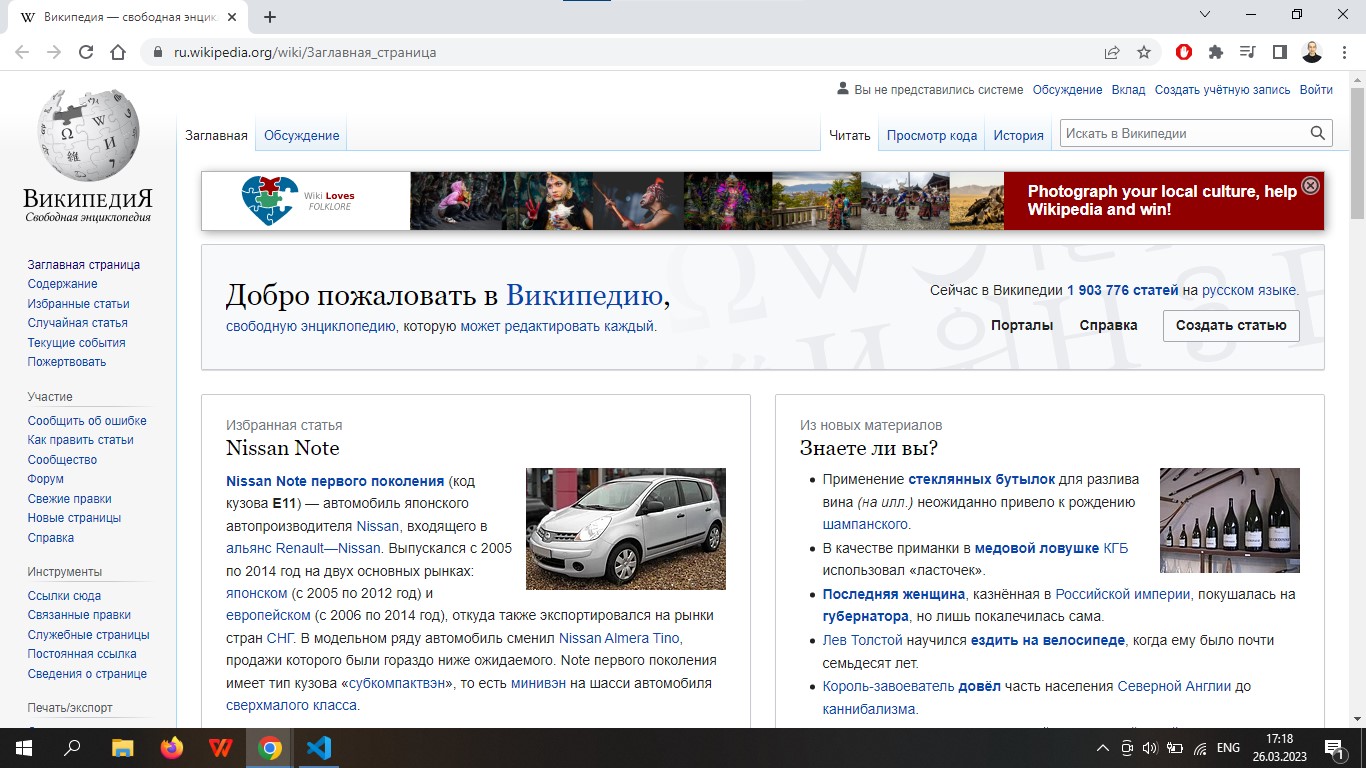 Википедия — свободная энцик
ru.wikipedia.org/wiki/Заглавная_страница
Вы не представились системе Обсуждение Вклад Создать учётную запись Войти
Заглавная Обсуждение Читать Просмотр кода История Искать в Википедии
ВИКИПЕДИЯ
Свободная энциклопедия
Wiki Loves
FOLKLORE
Photograph your local culture, help
Wikipedia and win!
Заглавная страница
Содержание
Избранные статьи
Случайная статья
Текущие события
Пожертвовать
Участие
Сообщить об ошибке
Как править статьи
Сообщество
Форум
Свежие правки
Новые страницы
Справка
Инструменты
Ссылки сюда
Связанные правки
Служебные страницы
Постоянная ссылка
Сведения о странице
Печать/экспорт
Добро пожаловать в Википедию,
свободную энциклопедию, которую может редактировать каждый.
Сейчас в Википедии 1 903 776 статей на русском языке.
Порталы Справка Создать статью
Избранная статья
Nissan Note
Nissan Note первого поколения (код
кузова E11) — автомобиль японского
автопроизводителя Nissan, входящего в
альянс Renault—Nissan. Выпускался с 2005
по 2014 год на двух основных рынках:
японском (с 2005 по 2012 год) и
европейском (с 2006 по 2014 год), откуда также экспортировался на рынки
стран СНГ. В модельном ряду автомобиль сменил Nissan Almera Tino,
продажи которого были гораздо ниже ожидаемого. Note первого поколения
имеет тип кузова «субкомпактвэн», то есть минивэн на шасси автомобиля
сверхмалого класса.
Из новых материалов
Знаете ли вы?
Применение стеклянных бутылок для разлива
вина (на илл.) неожиданно привело к рождению
шампанского.
В качестве приманки в медовой ловушке КГБ
использовал «ласточек».
Последняя женщина, казнённая в Российской империи, покушалась на
губернатора, но лишь покалечилась сама.
Лев Толстой научился ездить на велосипеде, когда ему было почти
семьдесят лет.
Король-завоеватель довёл часть населения Северной Англии до
каннибализма.
ENG
17:18
26.03.2023
1